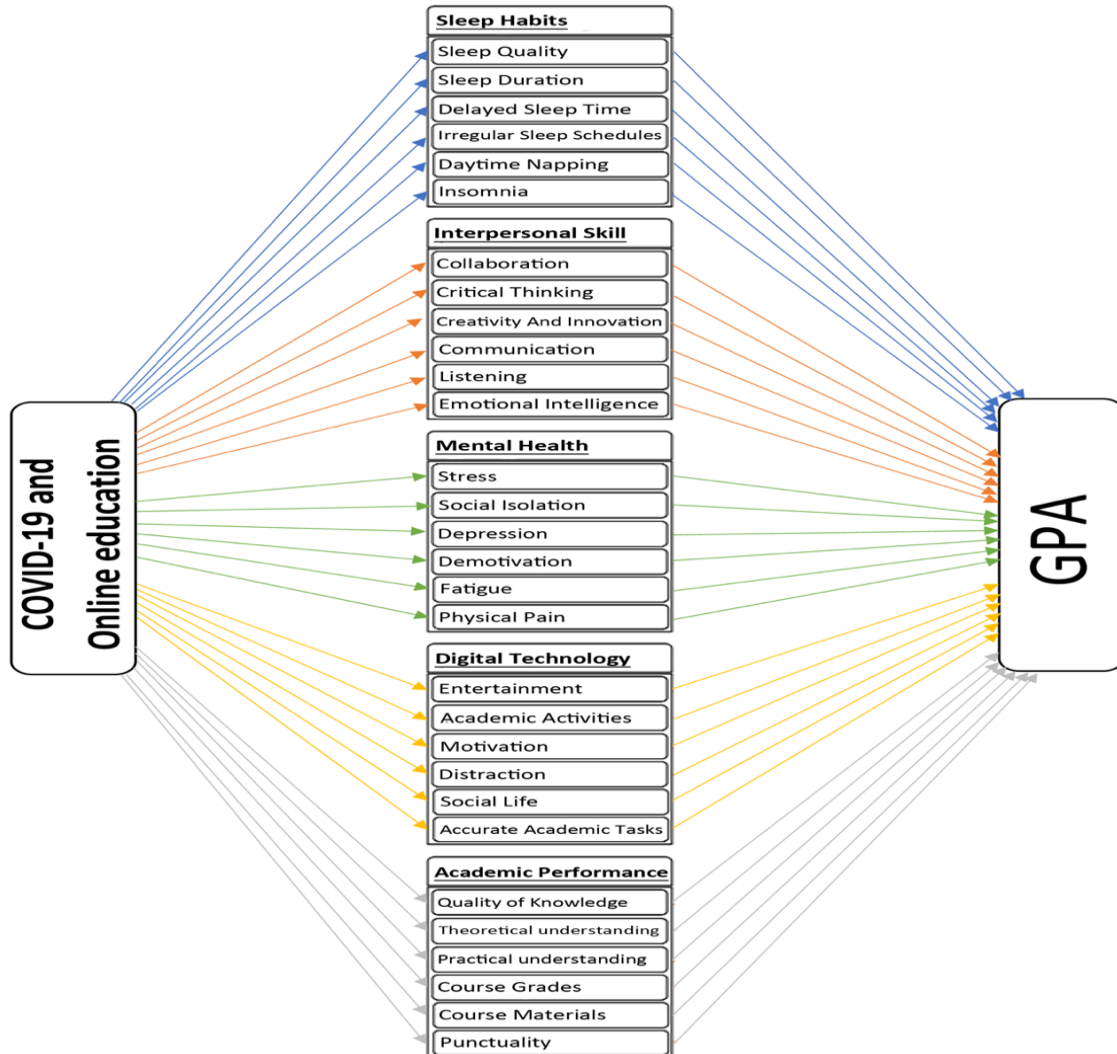 Sleep Habits
Sleep Quality
Sleep Duration
Delayed Sleep Time
Irregular Sleep Schedules
Daytime Napping
Insomnia
Interpersonal Skill
Collaboration
Critical Thinking
Creativity And Innovation
Communication
Listening
Emotional Intelligence
COVID-19 and
Online education
Mental Health
Stress
Social Isolation
Depression
Demotivation
Fatigue
Physical Pain
GPA
Digital Technology
Entertainment
Academic Activities
Motivation
Distraction
Social Life
Accurate Academic Tasks
Academic Performance
Quality of Knowledge
Theoretical understanding
Practical understanding
Course Grades
Course Materials
Punctuality